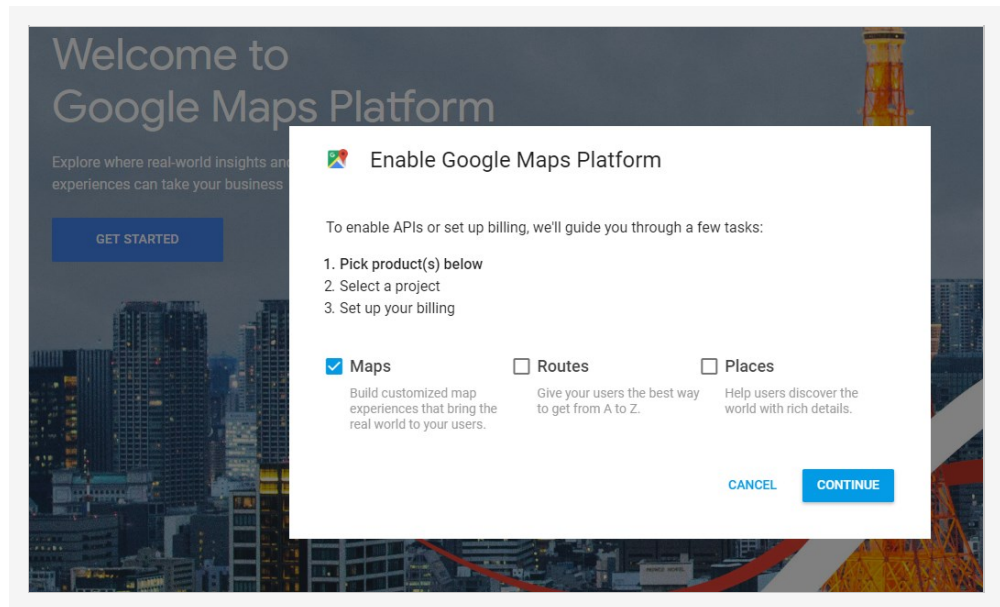 Welcome to
Google Maps Platform
Explore where real-world insights and
experiences can take your business
GET STARTED
Enable Google Maps Platform
To enable APIs or set up billing, we'll guide you through a few tasks:
1. Pick product(s) below
2. Select a project
3. Set up your billing
Maps
Build customized map
experiences that bring the
real world to your users.
Routes
Give your users the best way
to get from A to Z.
Places
Help users discover the
world with rich details.
CANCEL
CONTINUE